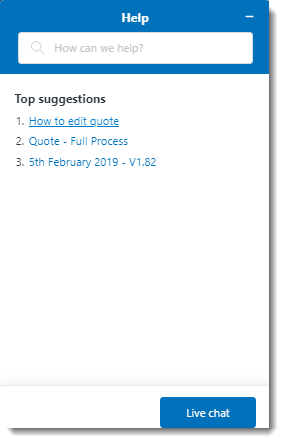 Help
How can we help?
Top suggestions
1. How to edit quote
2. Quote - Full Process
3. 5th February 2019 - V1.82
Live chat